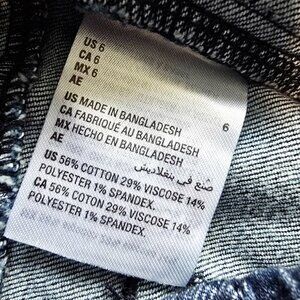 US 6
CA 6
MX 6
AE
US MADE IN BANGLADESH 6
CA FABRIQUÉ AU BANGLADESH
MX HECHO EN BANGLADESH
AE
صنع في بنغلاديش
US 56% COTTON 29% VISCOSE 14%
POLYESTER 1% SPANDEX.
CA 56% COTTON 29% VISCOSE 14%
POLYESTER 1% SPANDEX.